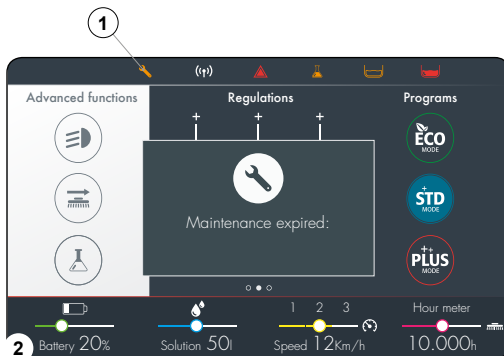 1
Advanced functions
Regulations
Programs
+ + +
ECO
MODE
Maintenance expired:
+
STD
MODE
++
PLUS
MODE
1 2 3
Hour meter
Battery 20%
Solution 50l
Speed 12Km/h
10.000h
2